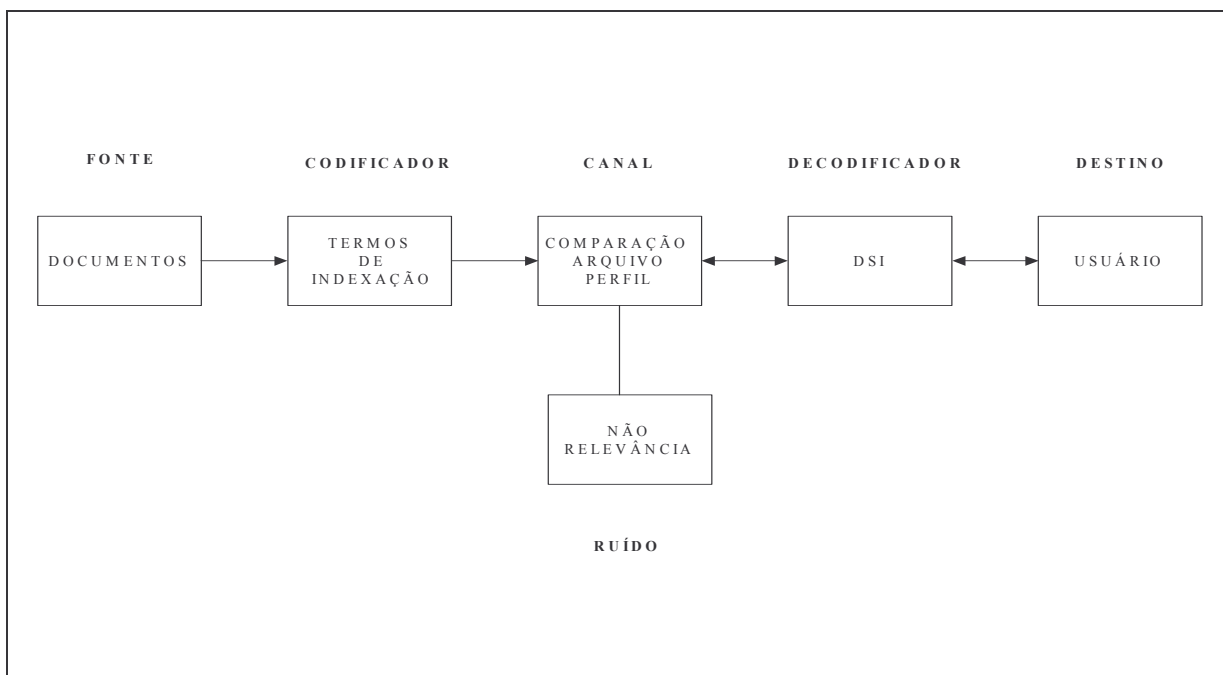 FONTE
CODIFICADOR
CANAL
DECODIFICADOR
DESTINO
DOCUMENTOS
TERMOS
DE
INDEXAÇÃO
COMPARAÇÃO
ARQUIVO
PERFIL
DSI
USUÁRIO
NÃO
RELEVÂNCIA
RUÍDO